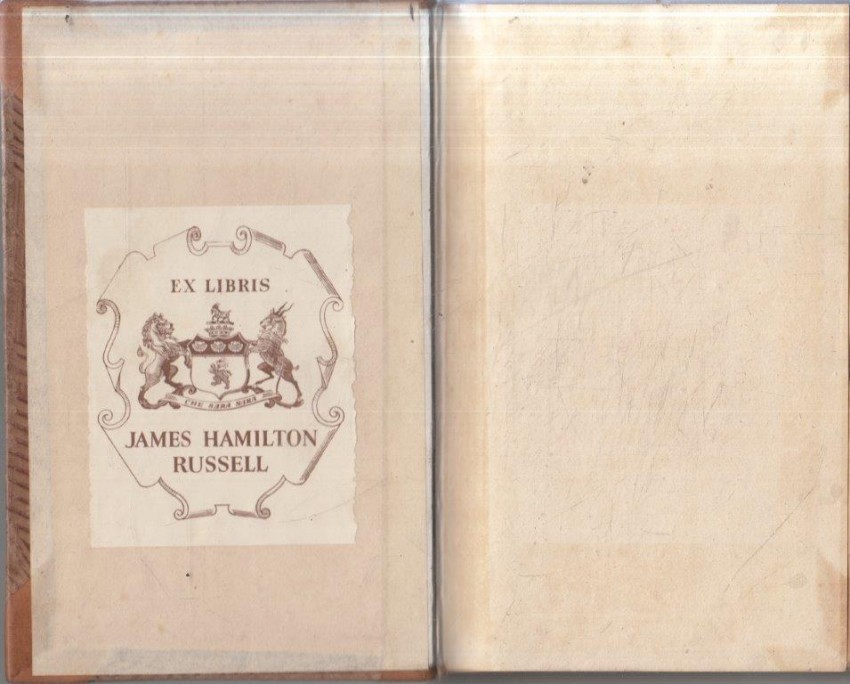 EX LIBRIS
CHE SARA SARA
JAMES HAMILTON
RUSSELL